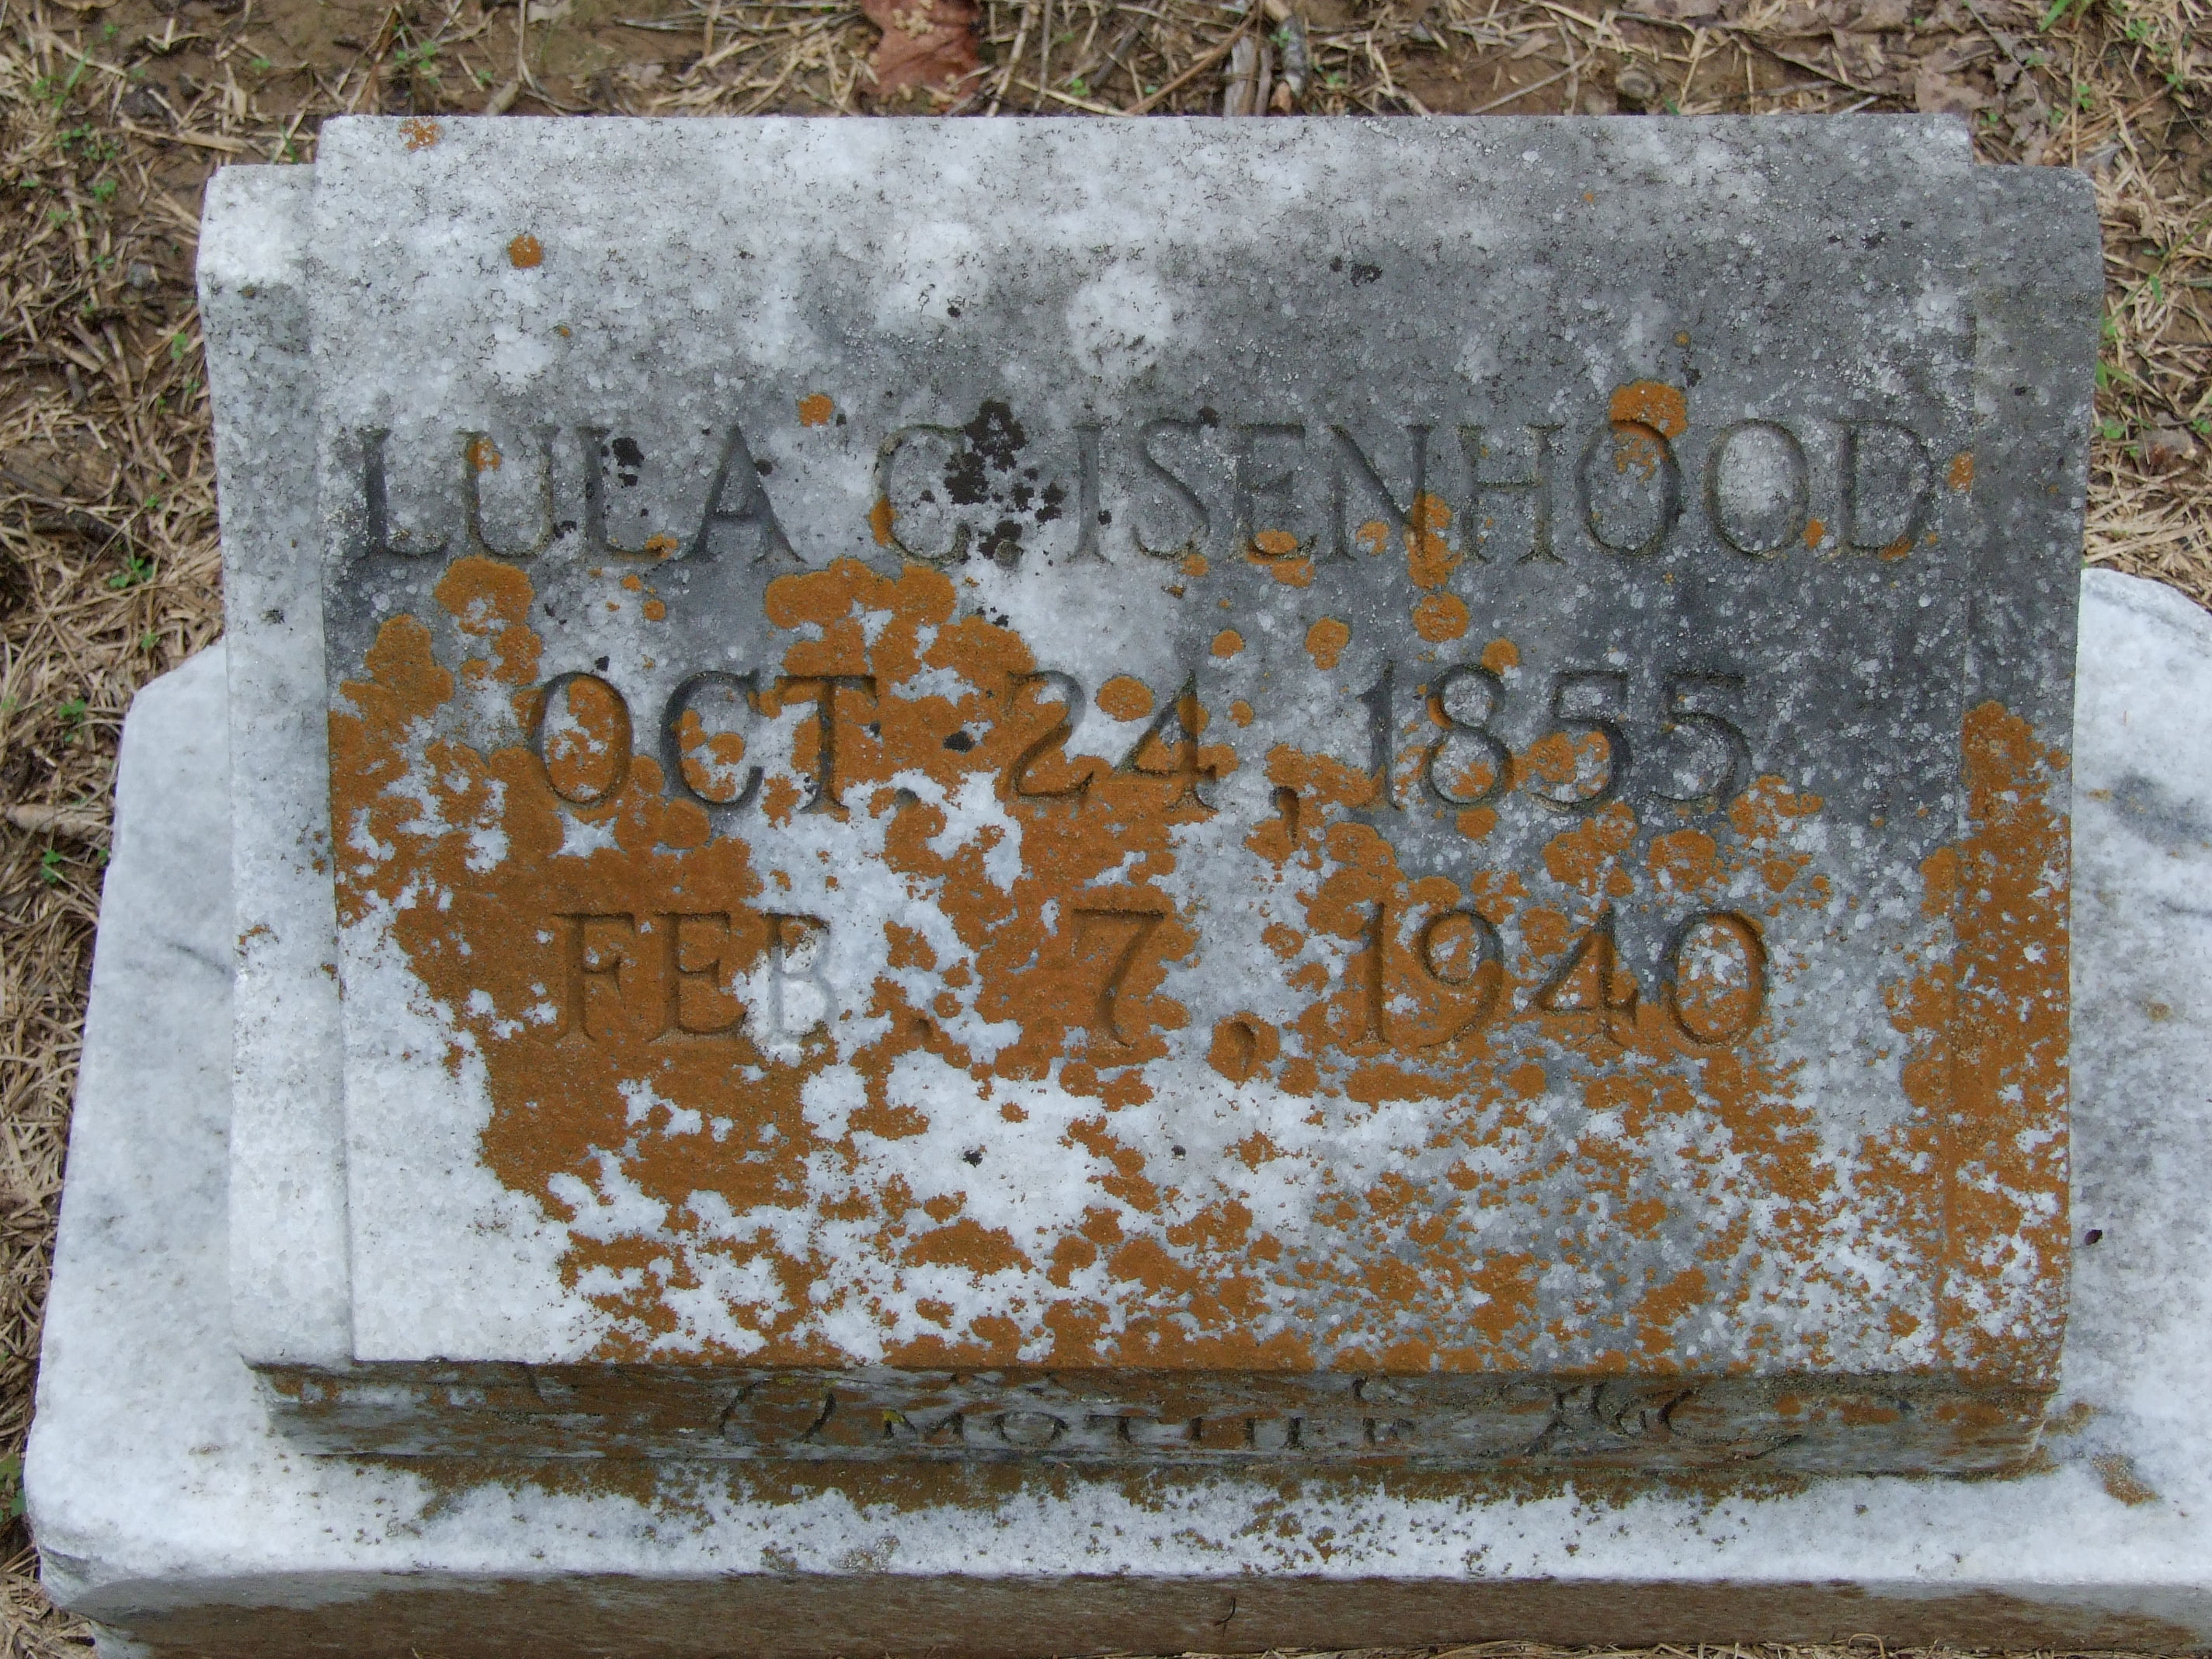 LULA C. ISENHOOD
OCT. 24, 1855
FEB. 7, 1940
MOTHER